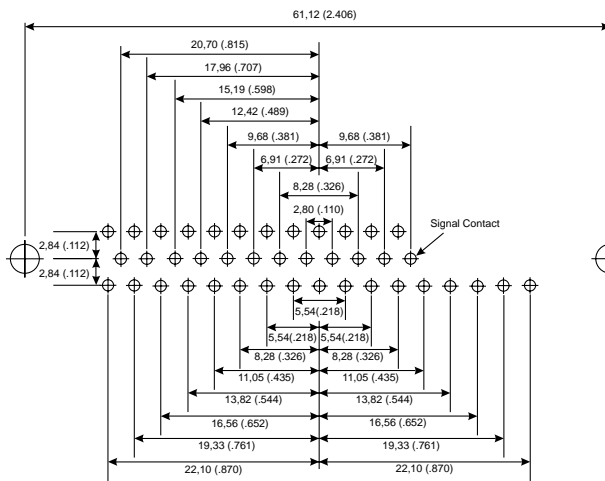 61,12 (2.406)
20,70 (.815)
17,96 (.707)
15,19 (.598)
12,42 (.489)
9,68 (.381) 9,68 (.381)
6,91 (.272) 6,91 (.272)
8,28 (.326)
2,80 (.110)
Signal Contact
2,84 (.112)
2,84 (.112)
5,54(.218)
5,54(.218) 5,54(.218)
8,28 (.326) 8,28 (.326)
11,05 (.435) 11,05 (.435)
13,82 (.544) 13,82 (.544)
16,56 (.652) 16,56 (.652)
19,33 (.761) 19,33 (.761)
22,10 (.870) 22,10 (.870)